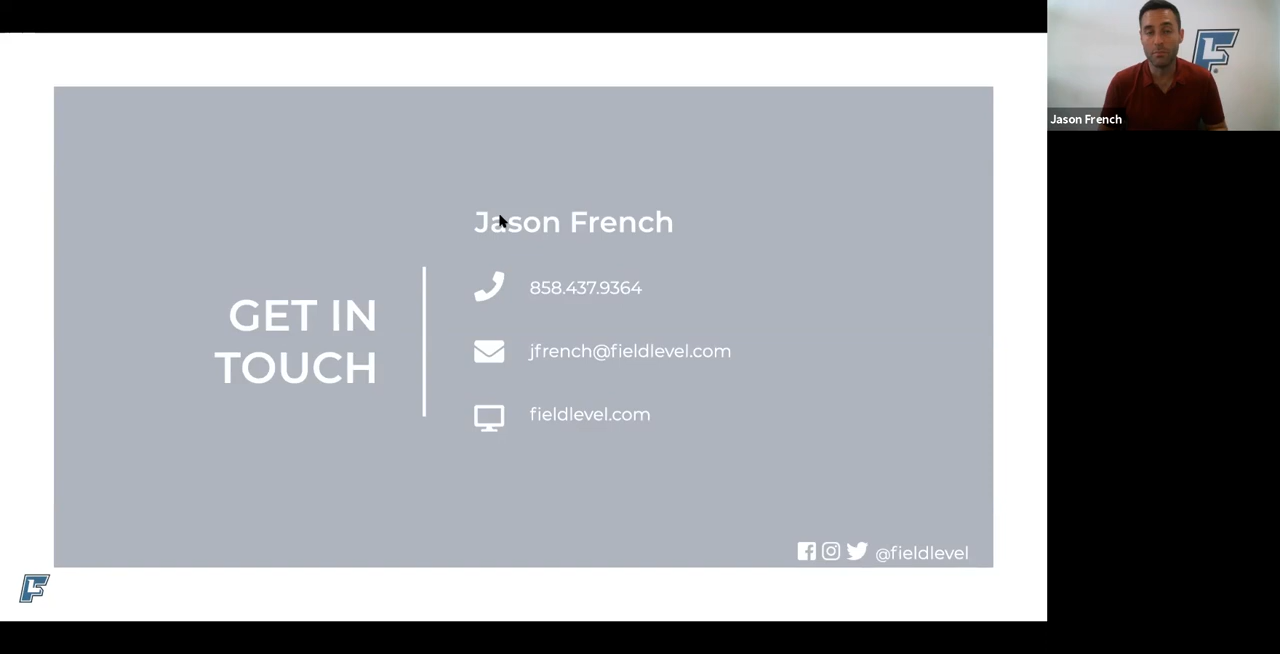 Jason French
GET IN
TOUCH
858.437.9364
jfrench@fieldlevel.com
fieldlevel.com
@fieldlevel
Jason French